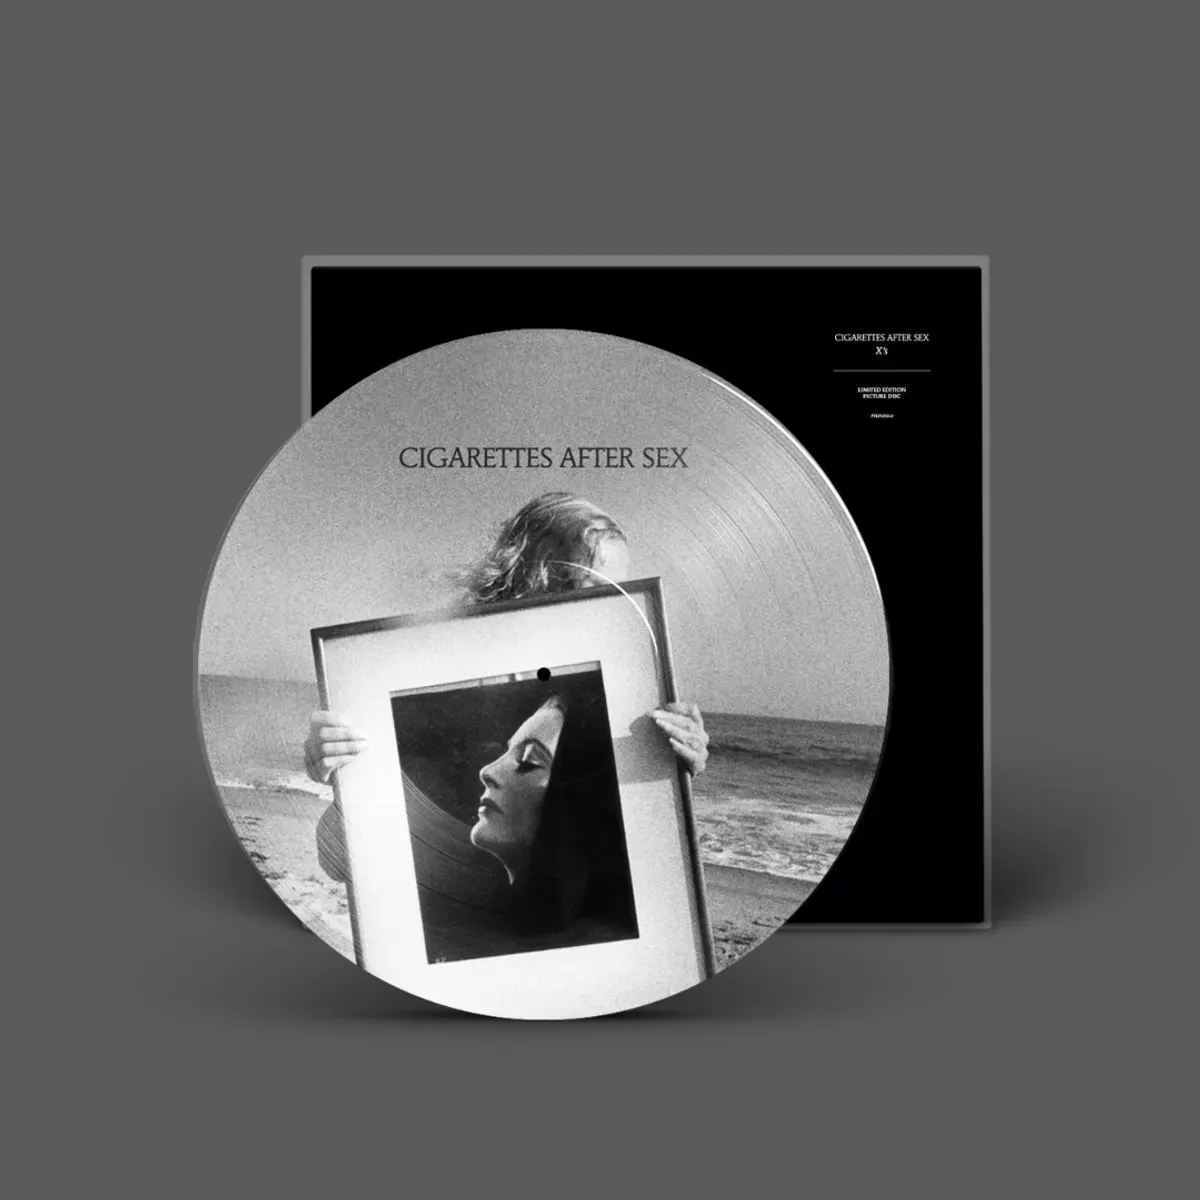 CIGARETTES AFTER SEX
X's
LIMITED EDITION
PICTURE DISC
CIGARETTES AFTER SEX